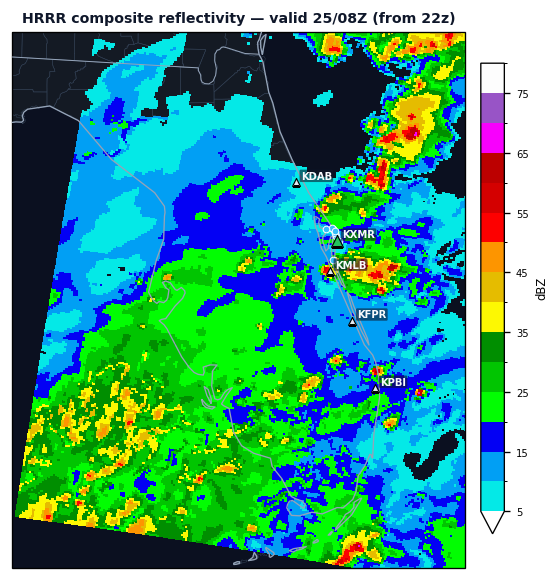 HRRR composite reflectivity — valid 25/08Z (from 22z)
KDAB
KXMR
KMLB
KFPR
KPBI
75
65
55
45
35
25
15
5
dBZ